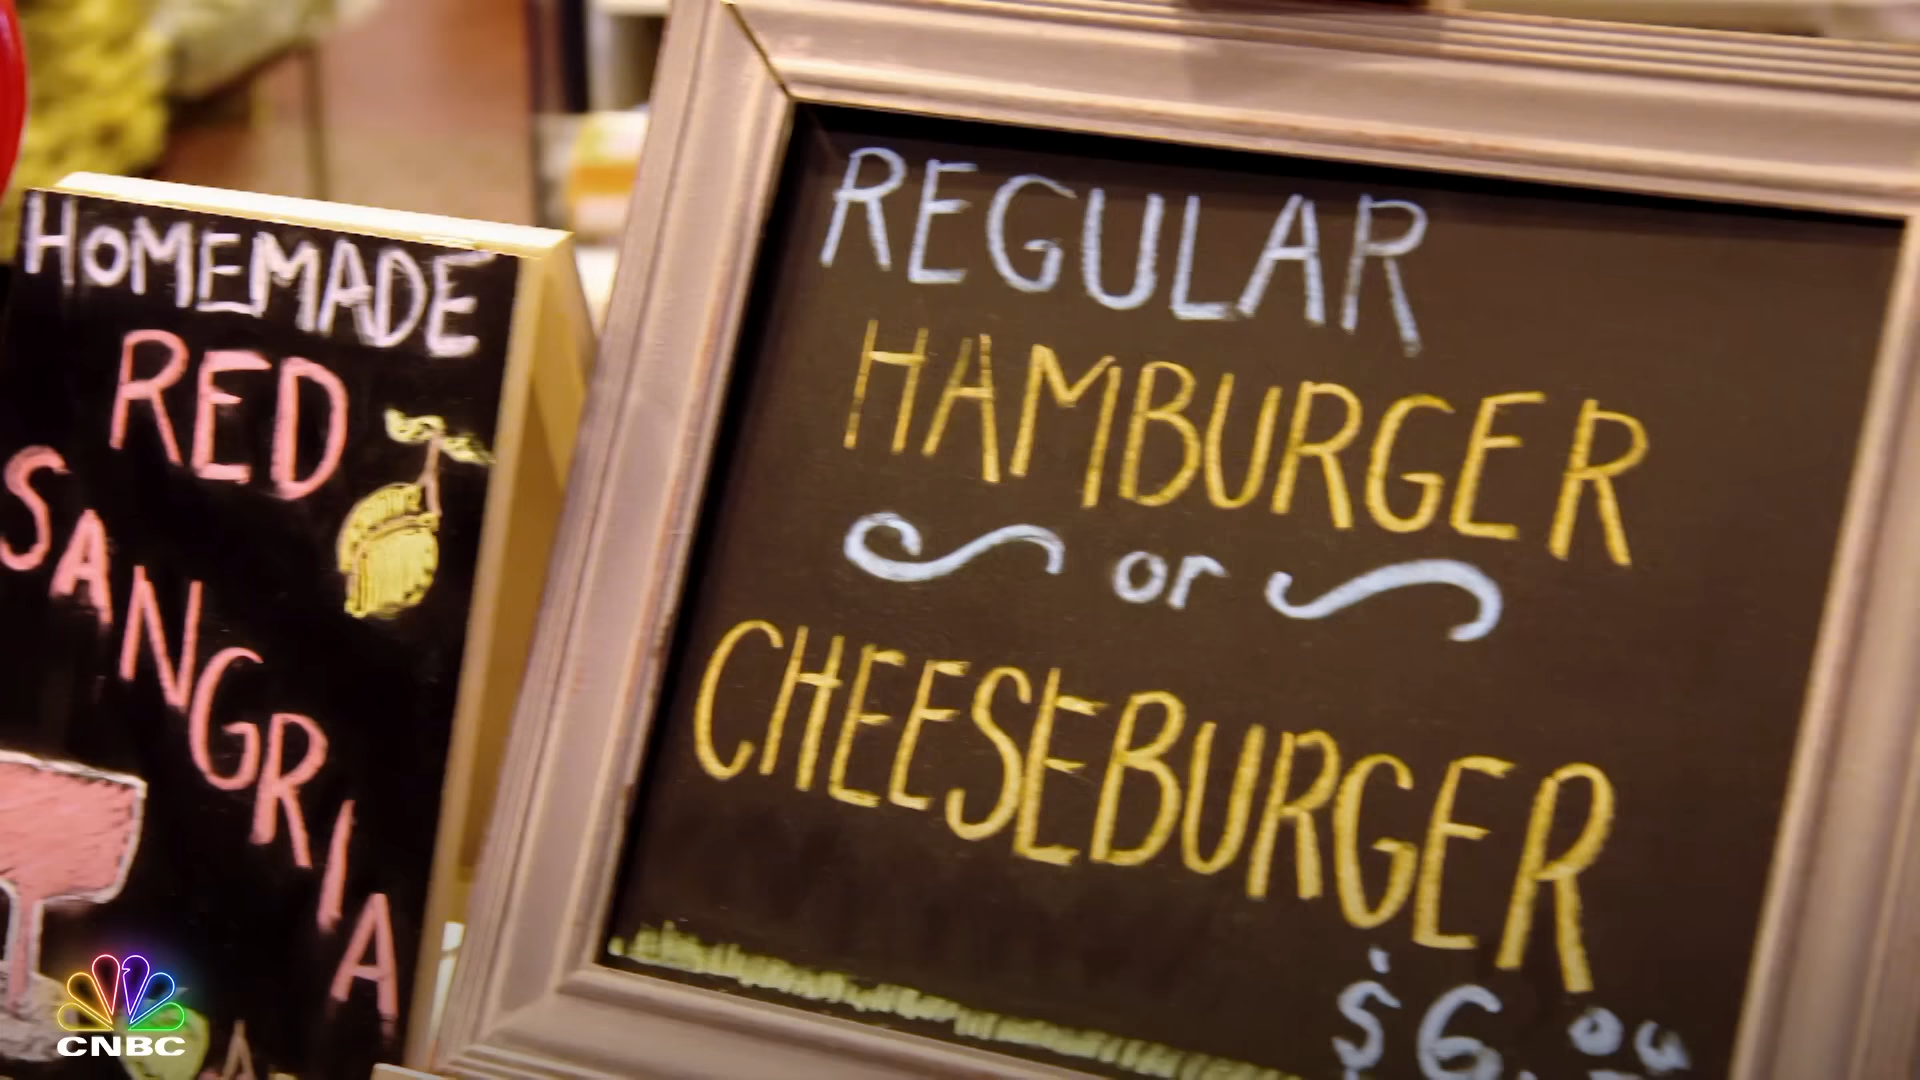 HOMEMADE
RED
SANGRIA
REGULAR
HAMBURGER
or
CHEESEBURGER
CNBC